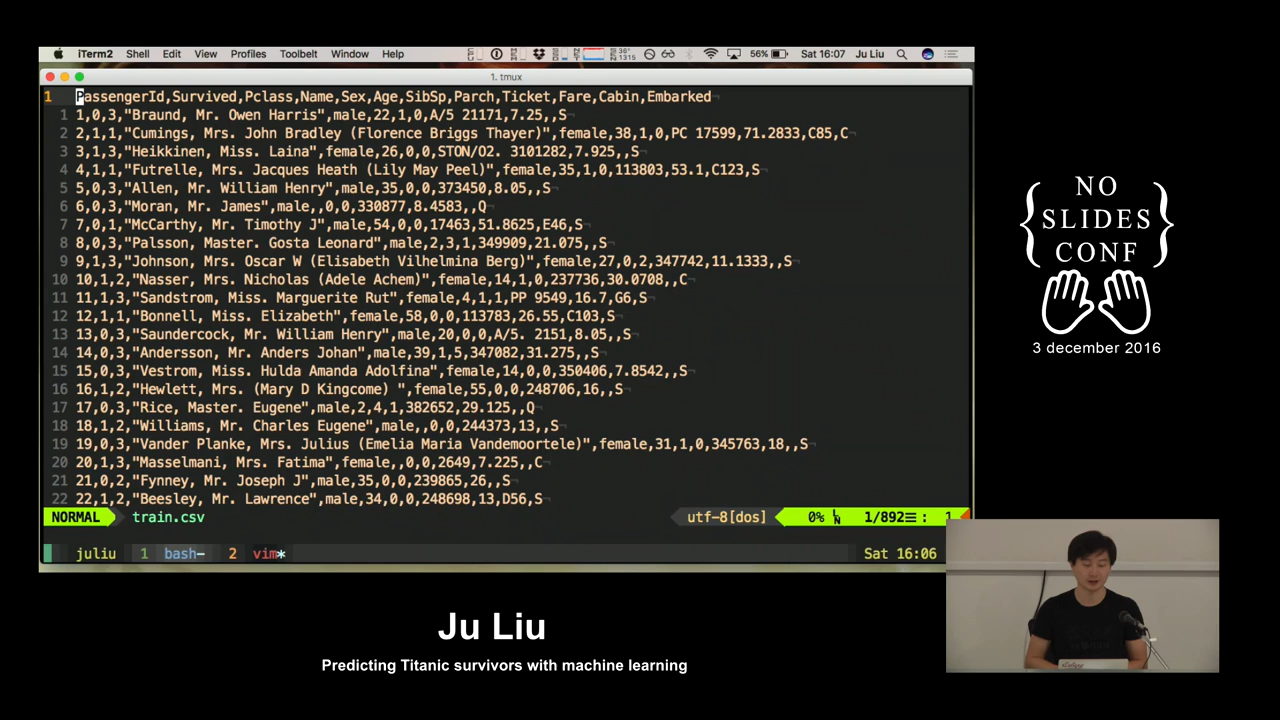 iTerm2 Shell Edit View Profiles Toolbelt Window Help 56% Sat 16:07 Ju Liu
1. tmux
1 PassengerId,Survived,Pclass,Name,Sex,Age,SibSp,Parch,Ticket,Fare,Cabin,Embarked¬
1 1,0,3,"Braund, Mr. Owen Harris",male,22,1,0,A/5 21171,7.25,,S¬
2 2,1,1,"Cumings, Mrs. John Bradley (Florence Briggs Thayer)",female,38,1,0,PC 17599,71.2833,C85,C
3 3,1,3,"Heikkinen, Miss. Laina",female,26,0,0,STON/O2. 3101282,7.925,,S¬
4 4,1,1,"Futrelle, Mrs. Jacques Heath (Lily May Peel)",female,35,1,0,113803,53.1,C123,S¬
5 5,0,3,"Allen, Mr. William Henry",male,35,0,0,373450,8.05,,S¬
6 6,0,3,"Moran, Mr. James",male,,0,0,330877,8.4583,,Q
7 7,0,1,"McCarthy, Mr. Timothy J",male,54,0,0,17463,51.8625,E46,S¬
8 8,0,3,"Palsson, Master. Gosta Leonard",male,2,3,1,349909,21.075,,S¬
9 9,1,3,"Johnson, Mrs. Oscar W (Elisabeth Vilhelmina Berg)",female,27,0,2,347742,11.1333,,S¬
10 10,1,2,"Nasser, Mrs. Nicholas (Adele Achem)",female,14,1,0,237736,30.0708,,C
11 11,1,3,"Sandstrom, Miss. Marguerite Rut",female,4,1,1,PP 9549,16.7,G6,S¬
12 12,1,1,"Bonnell, Miss. Elizabeth",female,58,0,0,113783,26.55,C103,S¬
13 13,0,3,"Saundercock, Mr. William Henry",male,20,0,0,A/5. 2151,8.05,,S¬
14 14,0,3,"Andersson, Mr. Anders Johan",male,39,1,5,347082,31.275,,S¬
15 15,0,3,"Vestrom, Miss. Hulda Amanda Adolfina",female,14,0,0,350406,7.8542,,S¬
16 16,1,2,"Hewlett, Mrs. (Mary D Kingcome) ",female,55,0,0,248706,16,,S¬
17 17,0,3,"Rice, Master. Eugene",male,2,4,1,382652,29.125,,Q
18 18,1,2,"Williams, Mr. Charles Eugene",male,,0,0,244373,13,,S¬
19 19,0,3,"Vander Planke, Mrs. Julius (Emelia Maria Vandemoortele)",female,31,1,0,345763,18,,S¬
20 20,1,3,"Masselmani, Mrs. Fatima",female,,0,0,2649,7.225,,C
21 21,0,2,"Fynney, Mr. Joseph J",male,35,0,0,239865,26,,S¬
22 22,1,2,"Beesley, Mr. Lawrence",male,34,0,0,248698,13,D56,S¬
NORMAL train.csv utf-8[dos] 0% LN 1/892≡ : 1
juliu 1 bash- 2 vim* Sat 16:06
NO
SLIDES
CONF
3 december 2016
Ju Liu
Predicting Titanic survivors with machine learning